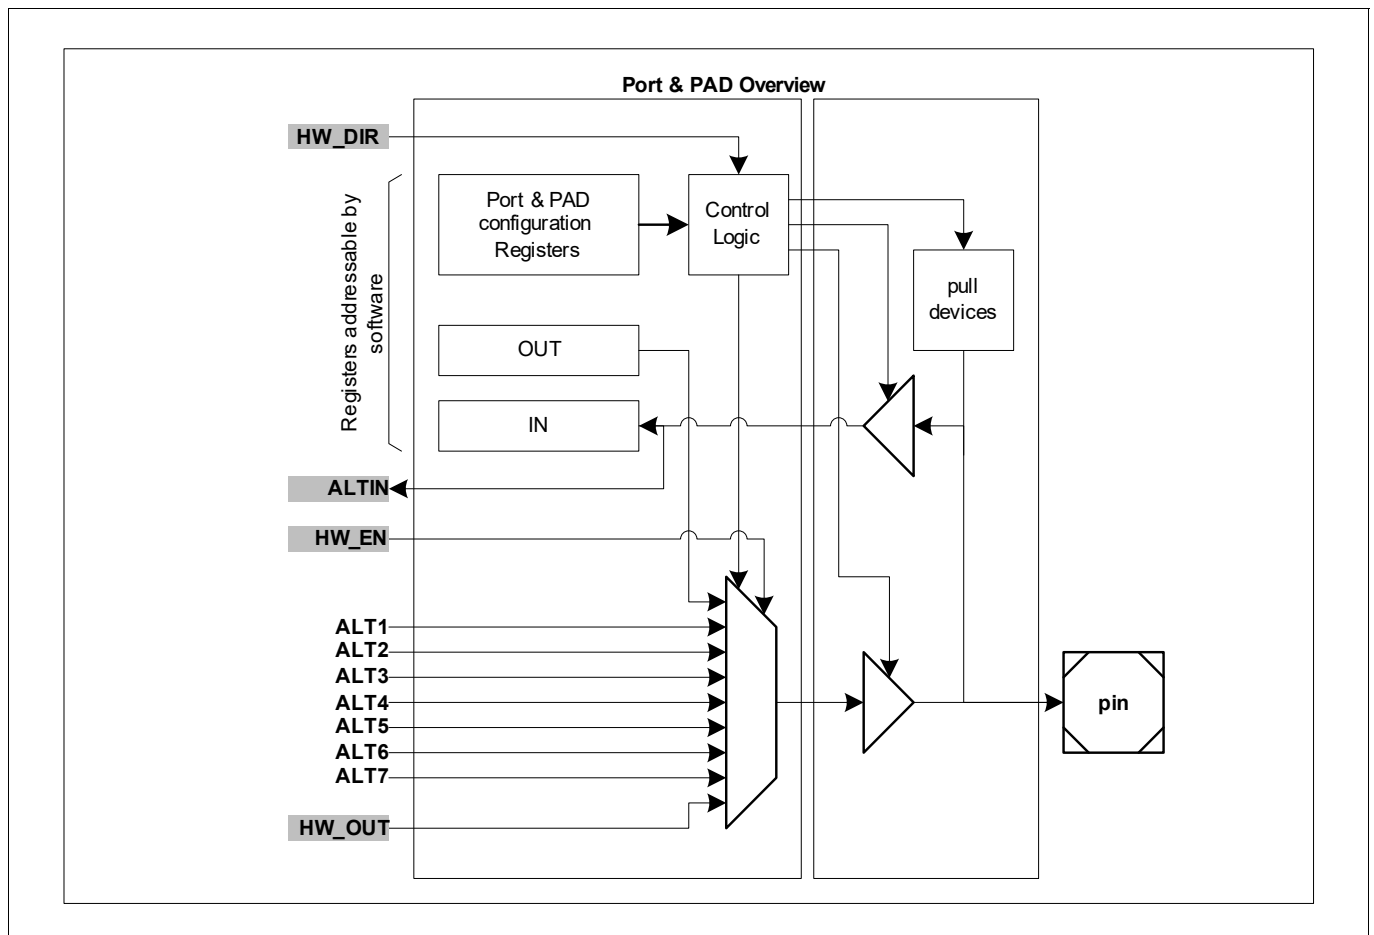 Port & PAD Overview
HW_DIR
Registers addressable by
software
Port & PAD
configuration
Registers
Control
Logic
pull
devices
OUT
IN
ALTIN
HW_EN
ALT1
ALT2
ALT3
ALT4
ALT5
ALT6
ALT7
HW_OUT
pin